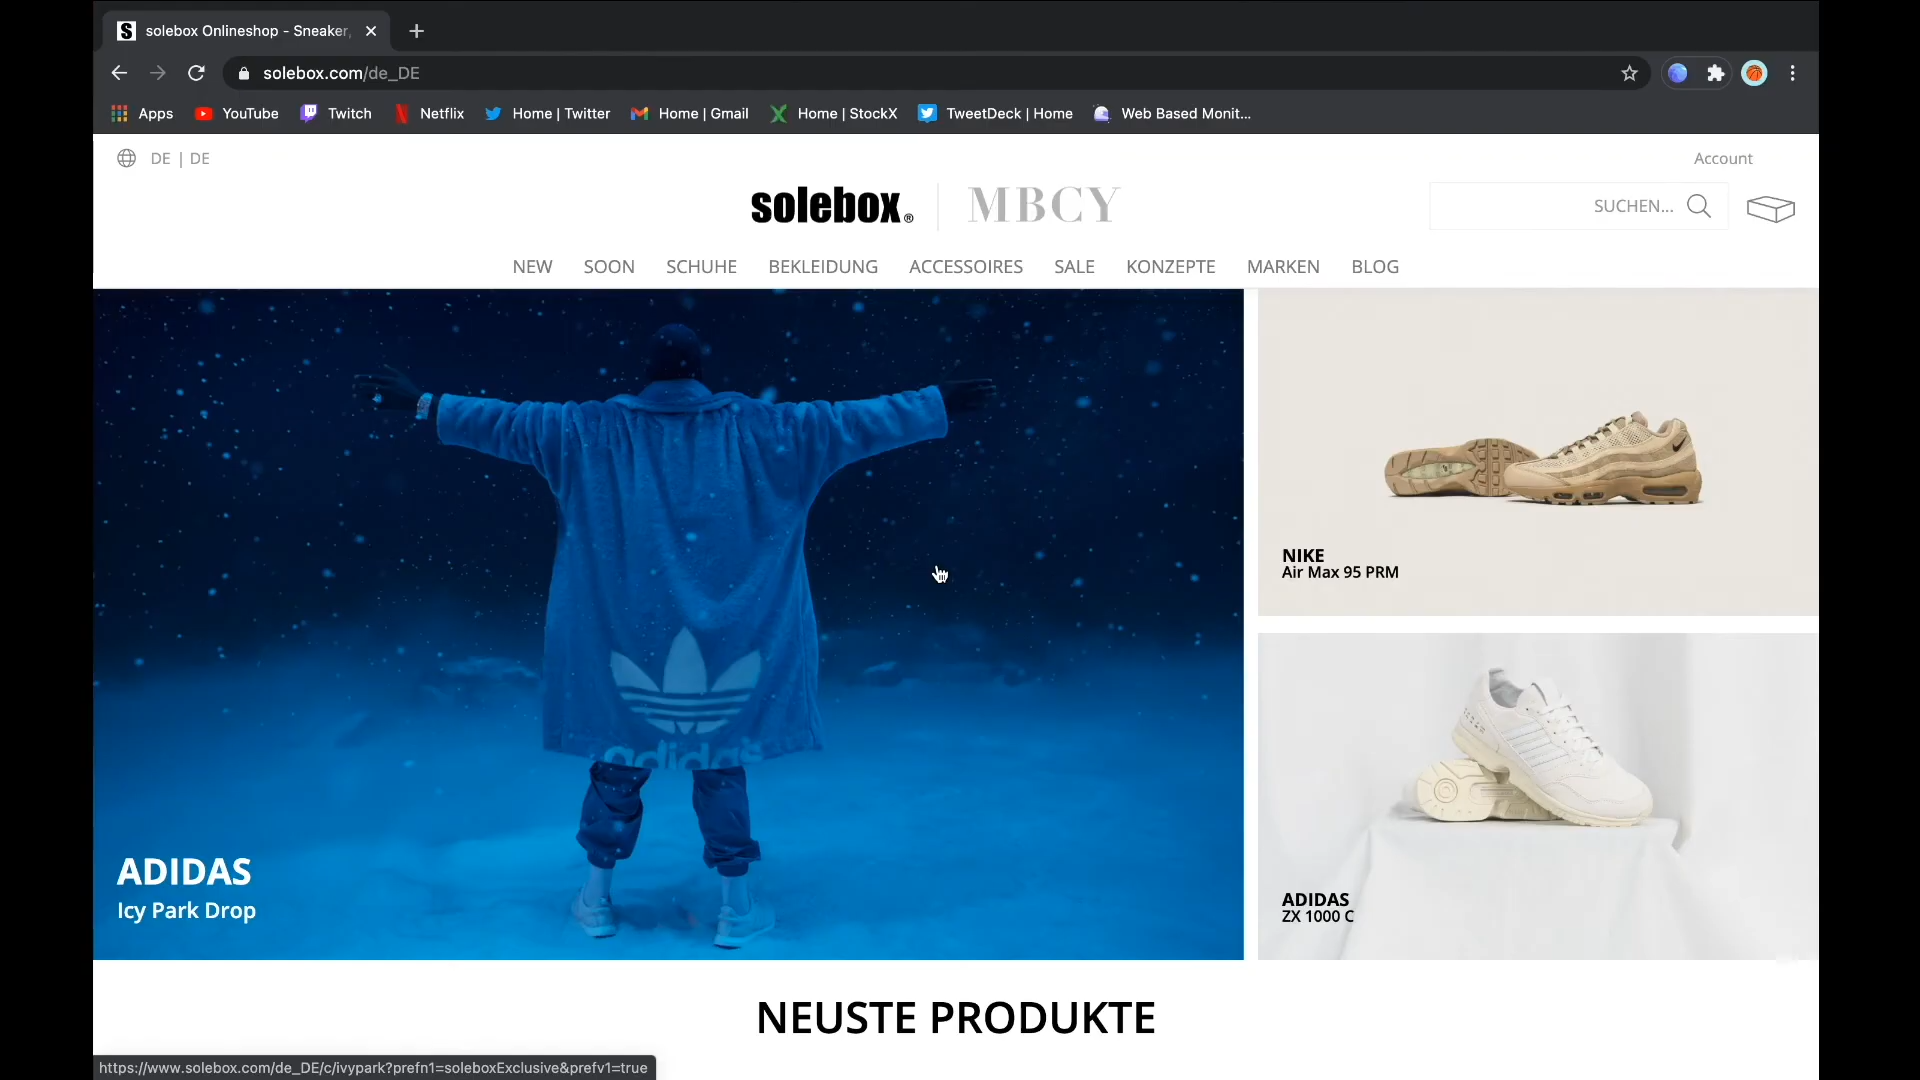 solebox Onlineshop - Sneaker,
solebox.com/de_DE
Apps YouTube Twitch Netflix Home | Twitter Home | Gmail Home | StockX TweetDeck | Home Web Based Monit...
DE | DE
Account
solebox® MBCY
SUCHEN...
NEW SOON SCHUHE BEKLEIDUNG ACCESSOIRES SALE KONZEPTE MARKEN BLOG
adidas
ADIDAS
Icy Park Drop
NIKE
Air Max 95 PRM
ADIDAS
ZX 1000 C
NEUSTE PRODUKTE
https://www.solebox.com/de_DE/c/ivypark?prefn1=soleboxExclusive&prefv1=true